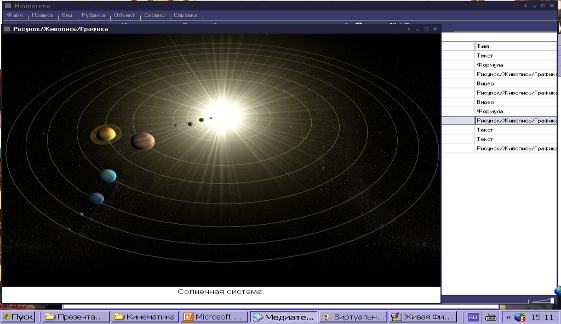 Медиатека
Файл Правка Вид Рубрика Объект Сервис Справка
Рисунок/Живопись/Графика
Тип
Текст
Формула
Рисунок/Живопись/Графика
Видео
Рисунок/Живопись/Графика
Видео
Формула
Рисунок/Живопись/Графика
Текст
Текст
Рисунок/Живопись/Графика
Солнечная система.
Пуск Презента... Кинематика Microsoft ... Медиате... Виртуальн... Живая Фи... RU « 15:11